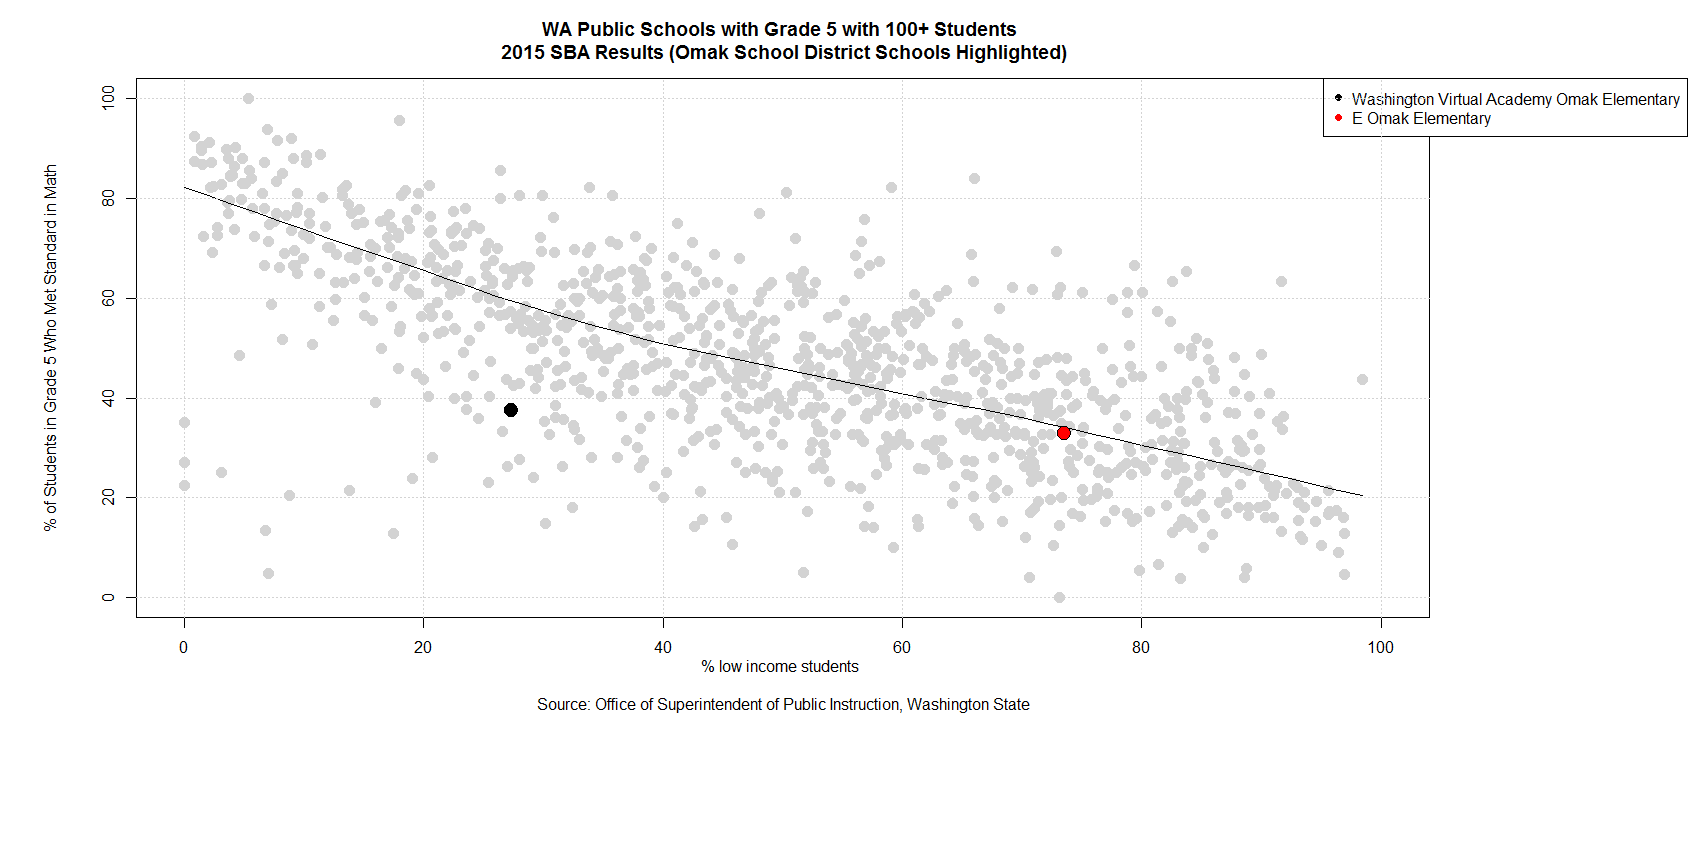 WA Public Schools with Grade 5 with 100+ Students
2015 SBA Results (Omak School District Schools Highlighted)
Washington Virtual Academy Omak Elementary
E Omak Elementary
% of Students in Grade 5 Who Met Standard in Math
100
80
60
40
20
0
0 20 40 60 80 100
% low income students
Source: Office of Superintendent of Public Instruction, Washington State